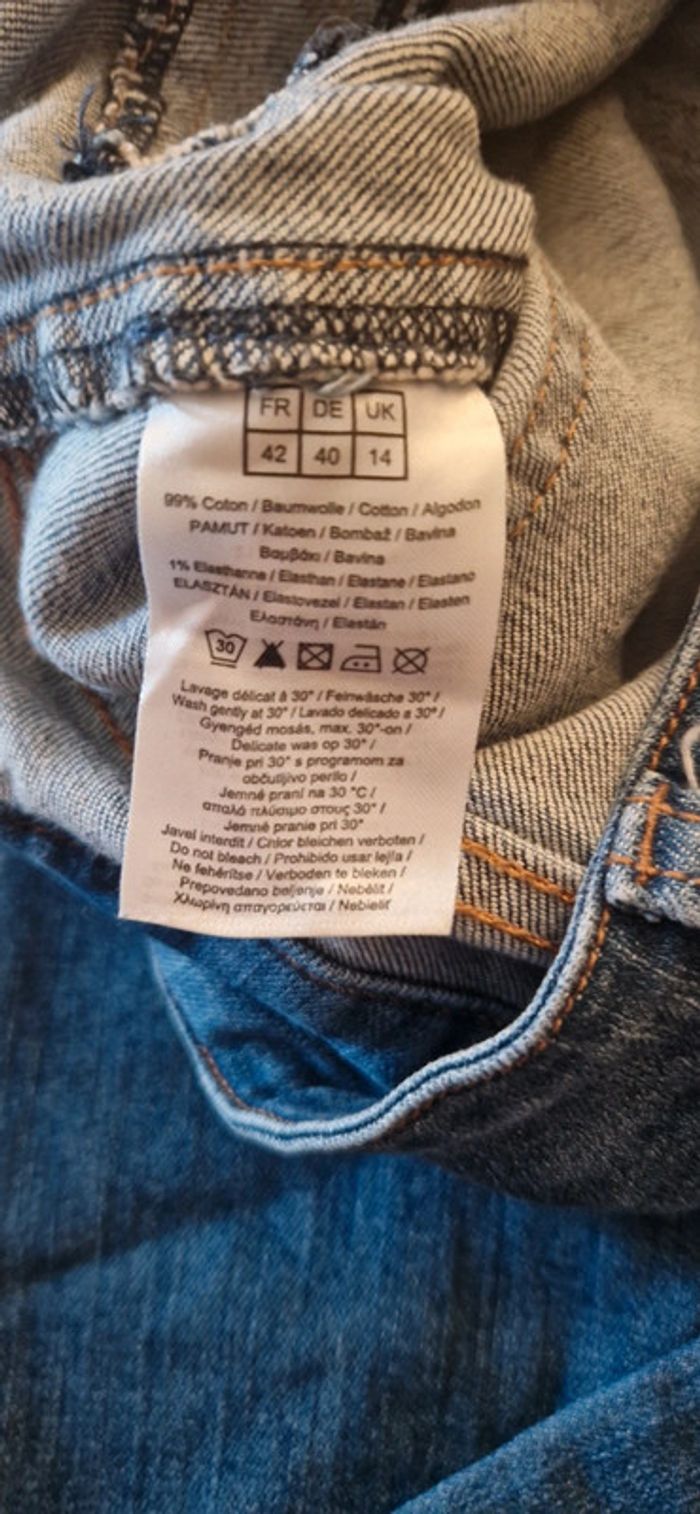 FR DE UK
42 40 14
99% Coton / Baumwolle / Cotton / Algodon
PAMUT / Katoen / Bombaž / Bavlna
Βαμβάκι / Bavlna
1% Elasthanne / Elasthan / Elastane / Elastano
ELASZTÁN / Elastovezel / Elastan / Elasten
Ελαστάνη / Elastán
30
Lavage délicat à 30° / Feinwäsche 30° /
Wash gently at 30° / Lavado delicado a 30° /
Gyengéd mosás, max. 30°-on /
Delicate was op 30° /
Pranje pri 30° s programom za
občutljivo perilo /
Jemné praní na 30 °C /
απαλό πλύσιμο στους 30° /
Jemné pranie pri 30°
Javel interdit / Chlor bleichen verboten /
Do not bleach / Prohibido usar lejia /
Ne fehérítse / Verboden te bleken /
Prepovedano beljenje / Nebělit /
Χλωρίνη απαγορεύεται / Nebieliť